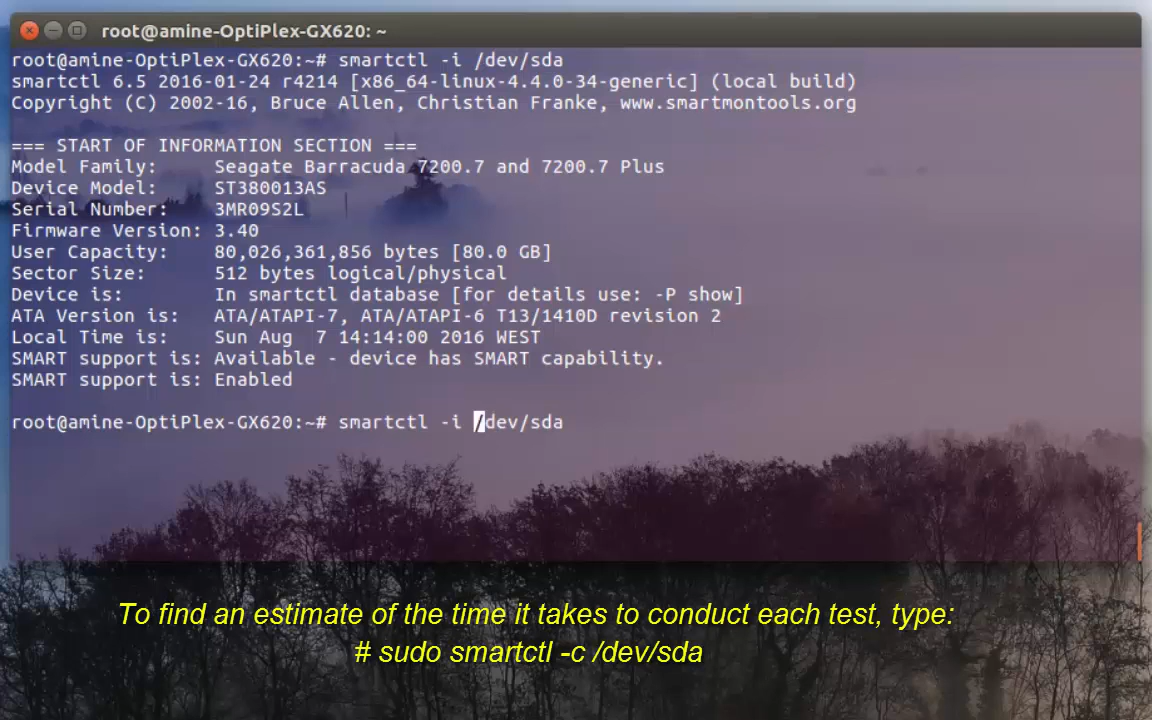 root@amine-OptiPlex-GX620: ~
root@amine-OptiPlex-GX620:~# smartctl -i /dev/sda
smartctl 6.5 2016-01-24 r4214 [x86_64-linux-4.4.0-34-generic] (local build)
Copyright (C) 2002-16, Bruce Allen, Christian Franke, www.smartmontools.org
=== START OF INFORMATION SECTION ===
Model Family:     Seagate Barracuda 7200.7 and 7200.7 Plus
Device Model:     ST380013AS
Serial Number:    3MR09S2L
Firmware Version: 3.40
User Capacity:    80,026,361,856 bytes [80.0 GB]
Sector Size:      512 bytes logical/physical
Device is:        In smartctl database [for details use: -P show]
ATA Version is:   ATA/ATAPI-7, ATA/ATAPI-6 T13/1410D revision 2
Local Time is:    Sun Aug  7 14:14:00 2016 WEST
SMART support is: Available - device has SMART capability.
SMART support is: Enabled
root@amine-OptiPlex-GX620:~# smartctl -i /dev/sda
To find an estimate of the time it takes to conduct each test, type:
# sudo smartctl -c /dev/sda